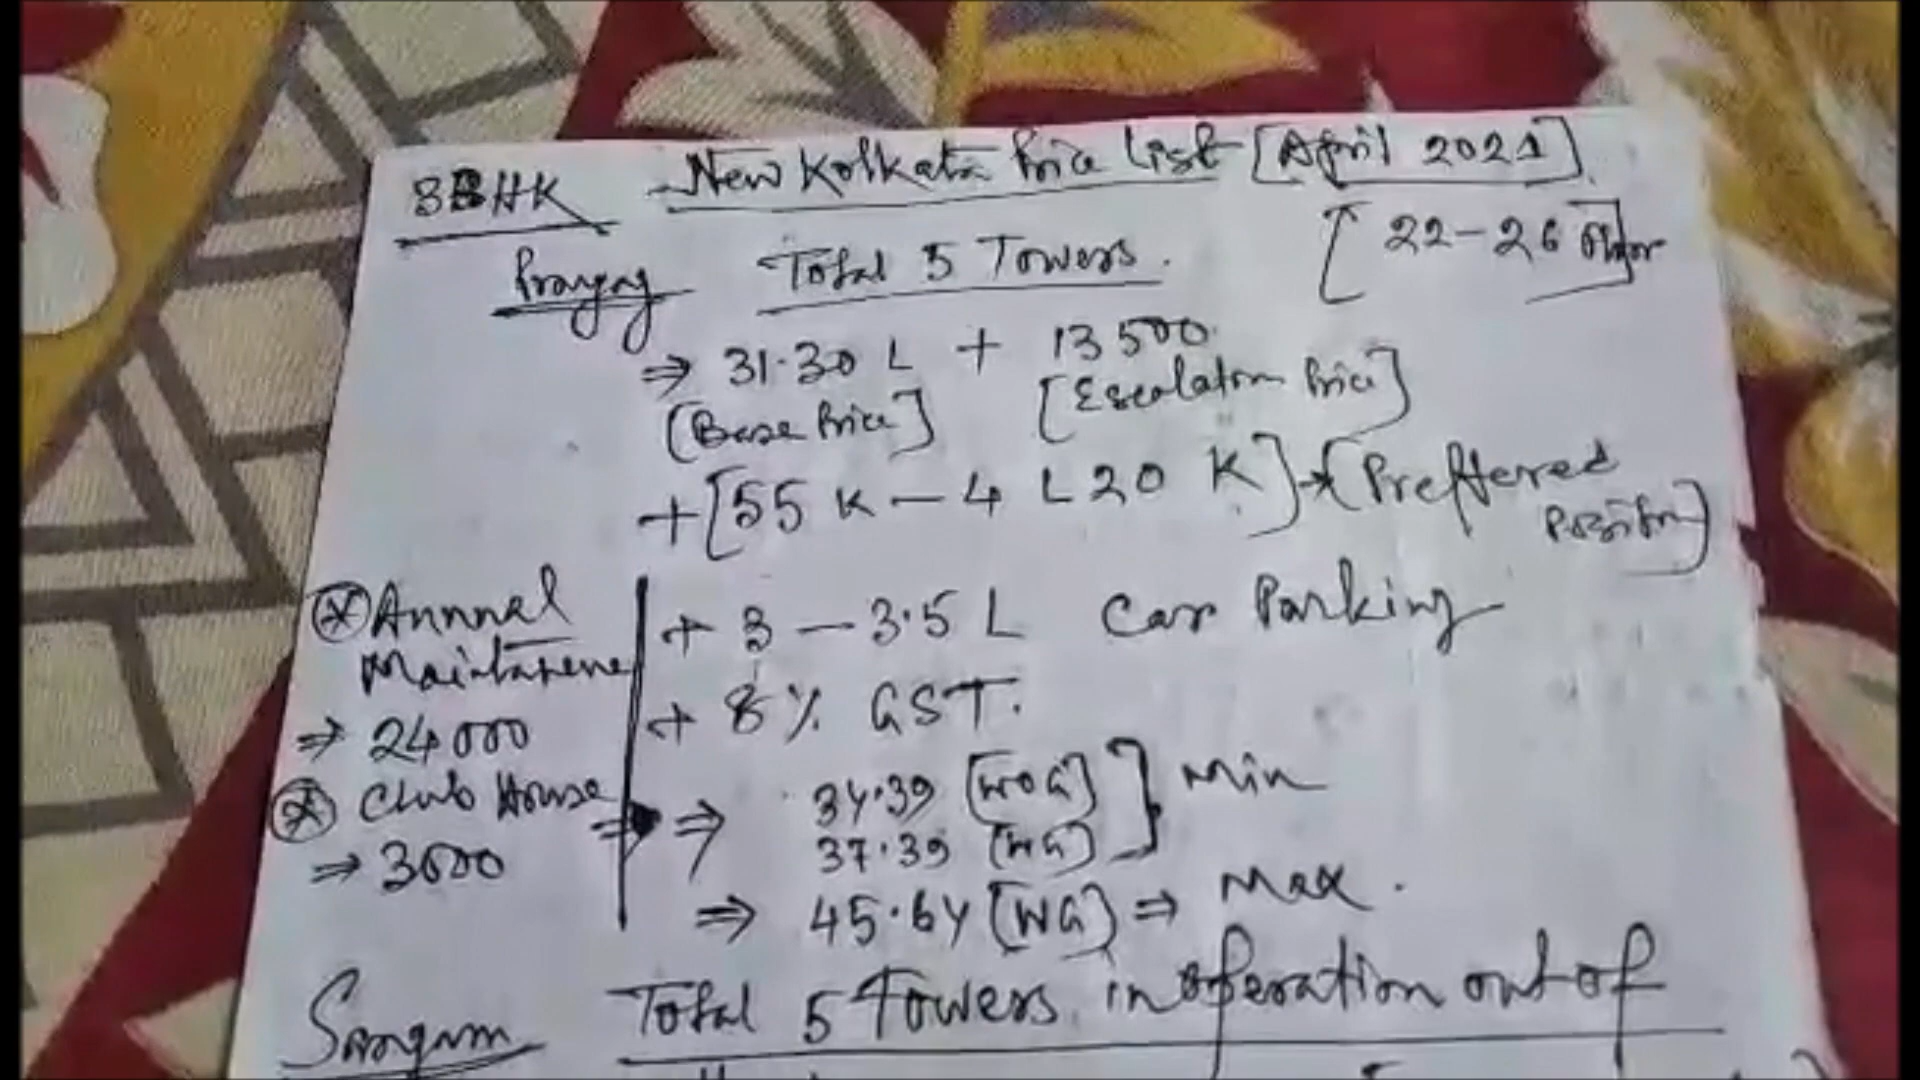 3BHK New Kolkata Price List [April 2021]
[22-26 Floor
Prayag Total 5 Towers.
⇒ 31.30 L + 13500
[Base Price] [Escalation Price]
+ [55 K - 4 L 20 K] * [Preffered
Position]
⊛ Annual
Maintanene
⇒ 24000
⊛ Club House
⇒ 3000
+ 3 - 3.5 L Car Parking
+ 8% GST.
⇒ 34.39 [WOG]
37.39 [WG] ] Min
⇒ 45.64 [WG] ⇒ Max.
Sangam Total 5 Towers in operation out of